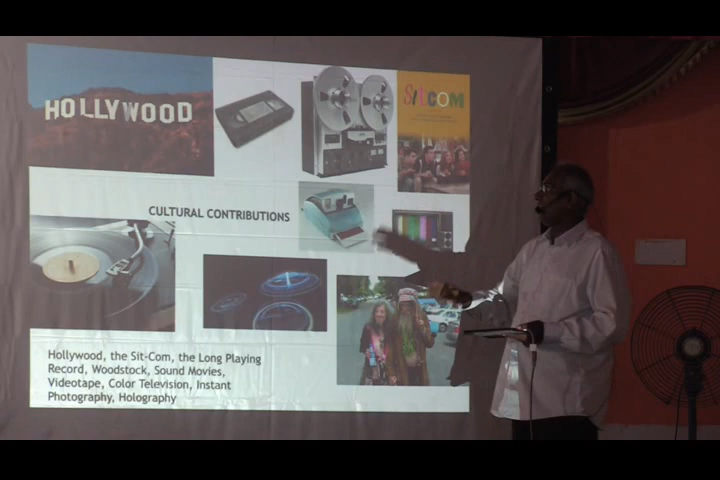 HOLLYWOOD
SitCOM
CULTURAL CONTRIBUTIONS
Hollywood, the Sit-Com, the Long Playing
Record, Woodstock, Sound Movies,
Videotape, Color Television, Instant
Photography, Holography